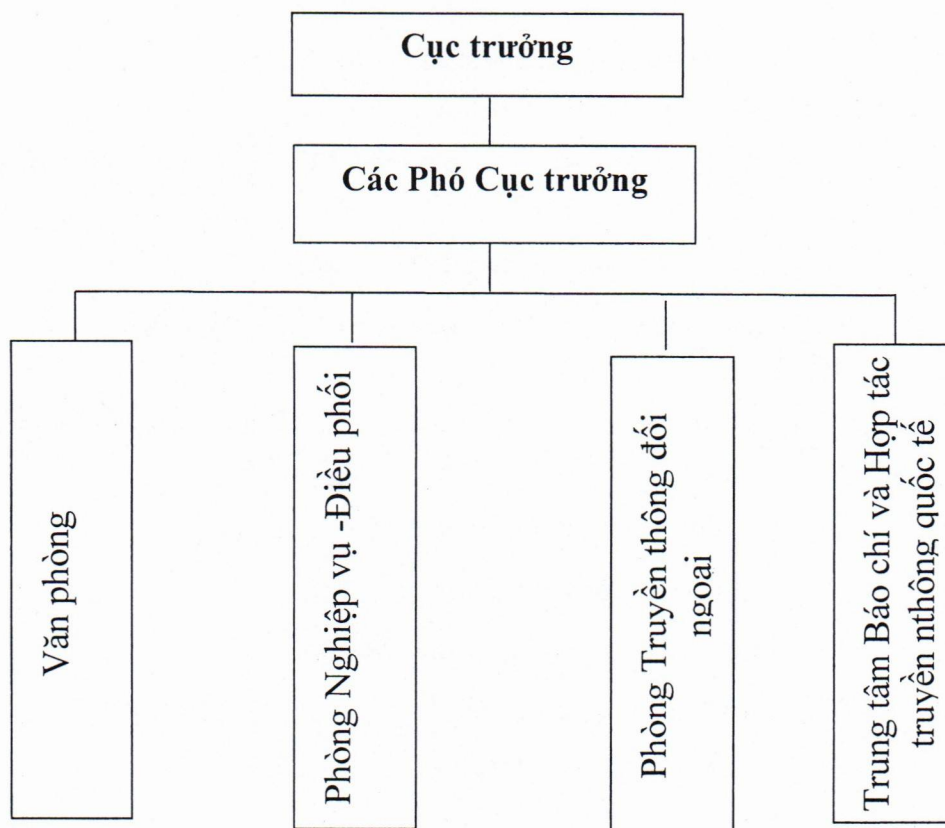 Cục trưởng
Các Phó Cục trưởng
Văn phòng
Phòng Nghiệp vụ -Điều phối
Phòng Truyền thông đối
ngoai
Trung tâm Báo chí và Hợp tác
truyền nthông quốc tế